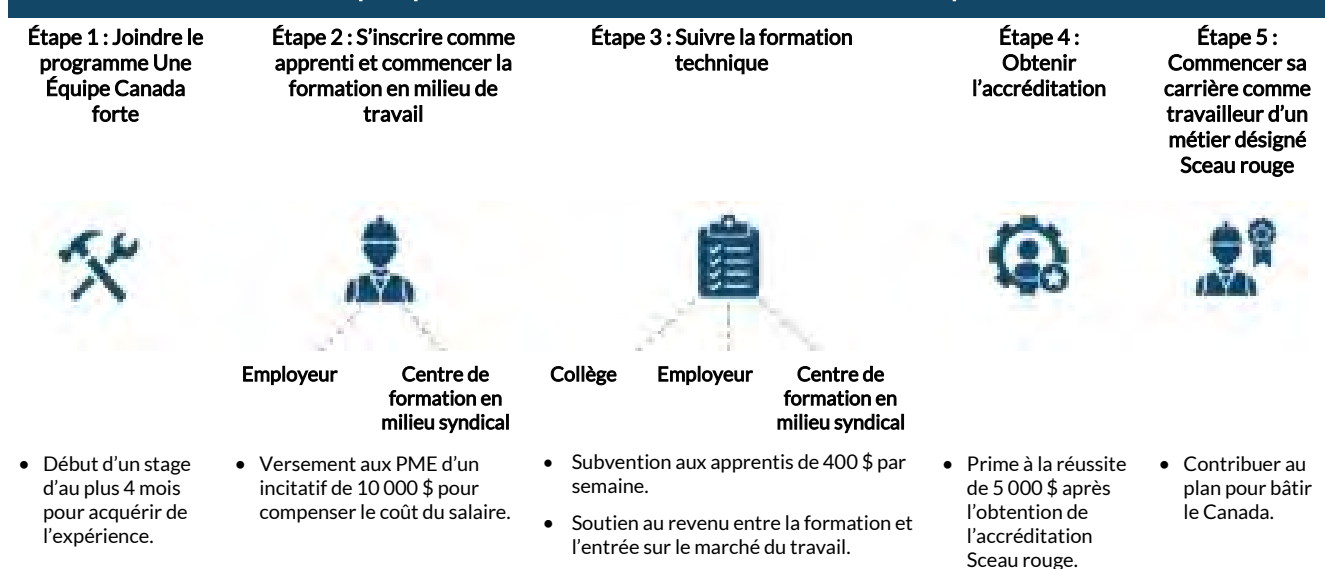 Étape 1 : Joindre le
programme Une
Équipe Canada
forte
Étape 2 : S'inscrire comme
apprenti et commencer la
formation en milieu de
travail
Étape 3 : Suivre la formation
technique
Étape 4 :
Obtenir
l'accréditation
Étape 5 :
Commencer sa
carrière comme
travailleur d'un
métier désigné
Sceau rouge
Employeur
Centre de
formation en
milieu syndical
Collège
Employeur
Centre de
formation en
milieu syndical
• Début d'un stage
d'au plus 4 mois
pour acquérir de
l'expérience.
• Versement aux PME d'un
incitatif de 10 000 $ pour
compenser le coût du salaire.
• Subvention aux apprentis de 400 $ par
semaine.
• Soutien au revenu entre la formation et
l'entrée sur le marché du travail.
• Prime à la réussite
de 5 000 $ après
l'obtention de
l'accréditation
Sceau rouge.
• Contribuer au
plan pour bâtir
le Canada.